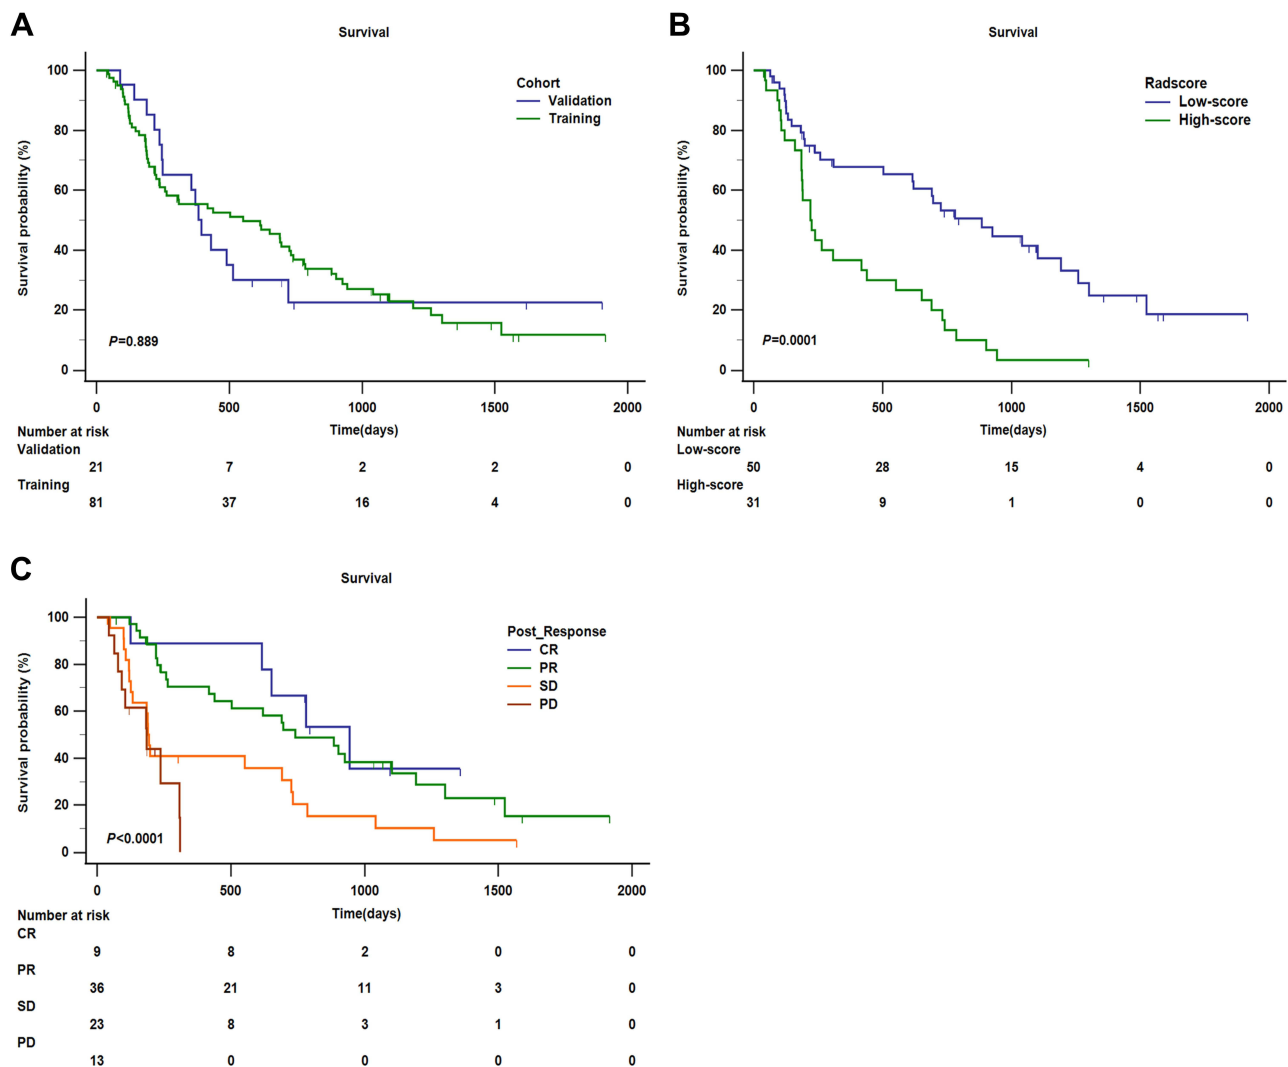 A
Survival
Survival probability (%)
100
80
60
40
20
0
Cohort
Validation
Training
P=0.889
0 500 1000 1500 2000
Time(days)
Number at risk
Validation
21 7 2 2 0
Training
81 37 16 4 0
B
Survival
Survival probability (%)
100
80
60
40
20
0
Radscore
Low-score
High-score
P=0.0001
0 500 1000 1500 2000
Time(days)
Number at risk
Low-score
50 28 15 4 0
High-score
31 9 1 0 0
C
Survival
Survival probability (%)
100
80
60
40
20
0
Post_Response
CR
PR
SD
PD
P<0.0001
0 500 1000 1500 2000
Time(days)
Number at risk
CR
9 8 2 0 0
PR
36 21 11 3 0
SD
23 8 3 1 0
PD
13 0 0 0 0